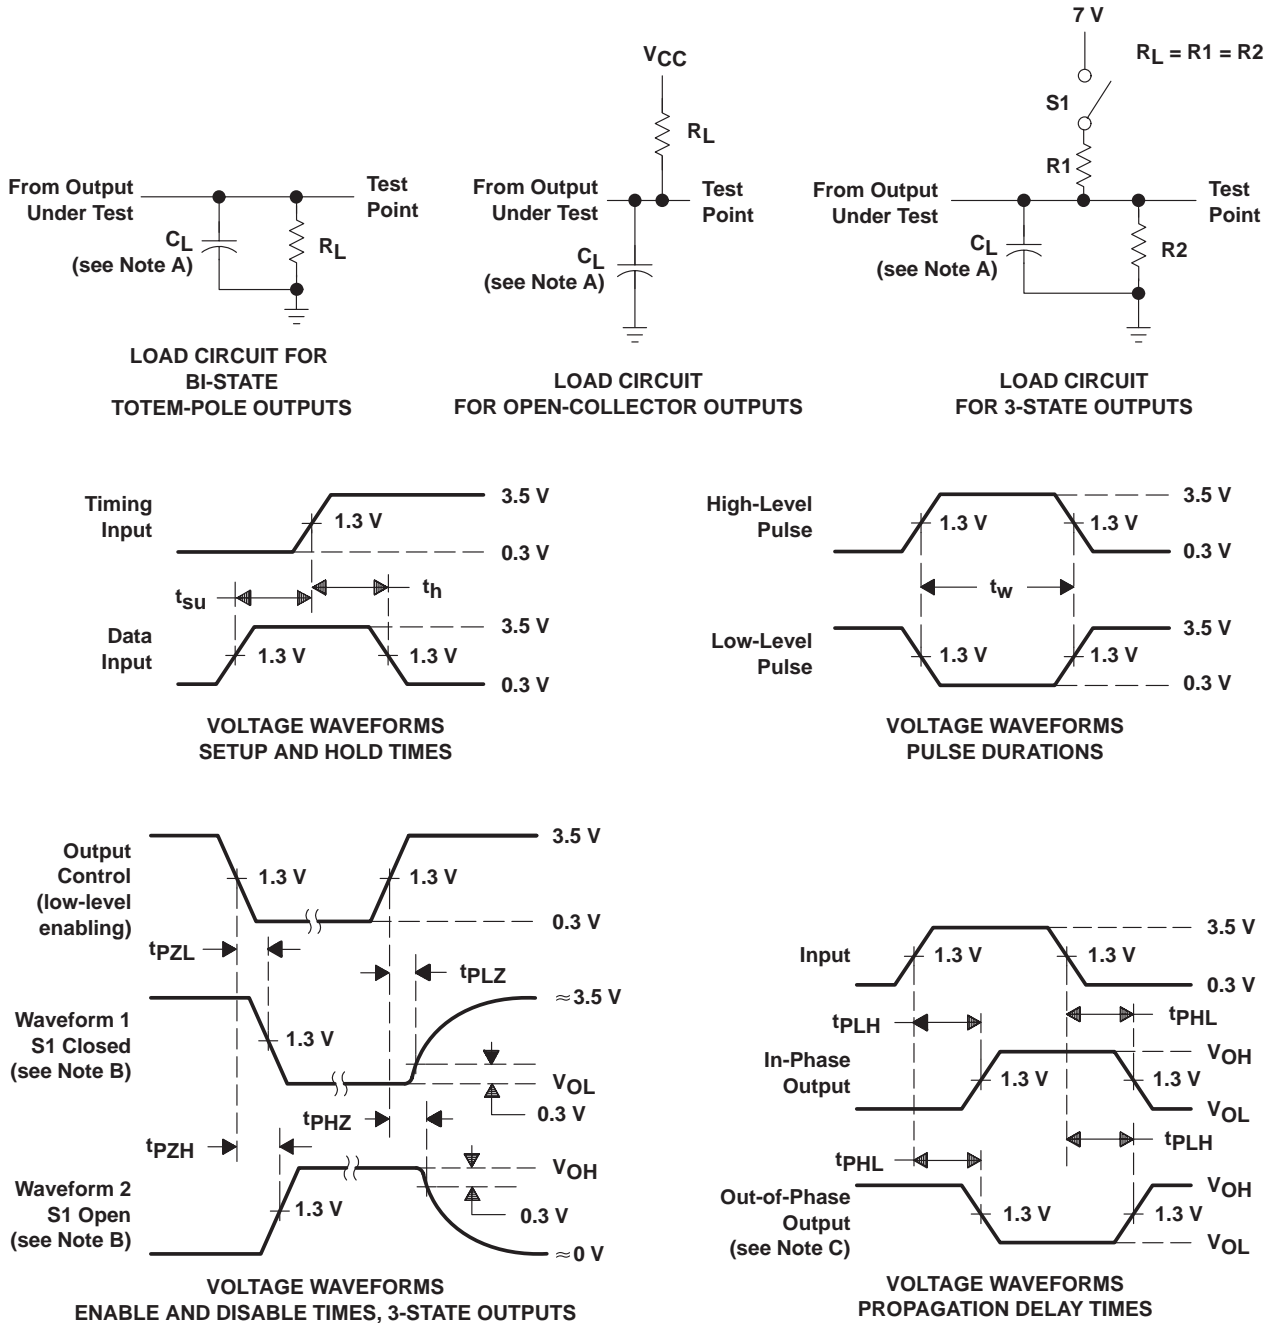 7 V
RL = R1 = R2
S1
R1
From Output
Under Test
Test
Point
CL
(see Note A)
R2
LOAD CIRCUIT
FOR 3-STATE OUTPUTS
VCC
RL
From Output
Under Test
Test
Point
CL
(see Note A)
LOAD CIRCUIT
FOR OPEN-COLLECTOR OUTPUTS
From Output
Under Test
Test
Point
CL
(see Note A)
RL
LOAD CIRCUIT FOR
BI-STATE
TOTEM-POLE OUTPUTS
Timing
Input
1.3 V
3.5 V
0.3 V
tsu
th
Data
Input
1.3 V
1.3 V
3.5 V
0.3 V
VOLTAGE WAVEFORMS
SETUP AND HOLD TIMES
High-Level
Pulse
1.3 V
1.3 V
3.5 V
0.3 V
tw
Low-Level
Pulse
1.3 V
1.3 V
3.5 V
0.3 V
VOLTAGE WAVEFORMS
PULSE DURATIONS
Output
Control
(low-level
enabling)
1.3 V
1.3 V
3.5 V
0.3 V
tPZL
tPLZ
Waveform 1
S1 Closed
(see Note B)
1.3 V
≈3.5 V
VOL
0.3 V
tPZH
tPHZ
Waveform 2
S1 Open
(see Note B)
1.3 V
VOH
0.3 V
≈0 V
VOLTAGE WAVEFORMS
ENABLE AND DISABLE TIMES, 3-STATE OUTPUTS
Input
1.3 V
1.3 V
3.5 V
0.3 V
tPLH
tPHL
In-Phase
Output
1.3 V
1.3 V
VOH
VOL
tPHL
tPLH
Out-of-Phase
Output
(see Note C)
1.3 V
1.3 V
VOH
VOL
VOLTAGE WAVEFORMS
PROPAGATION DELAY TIMES